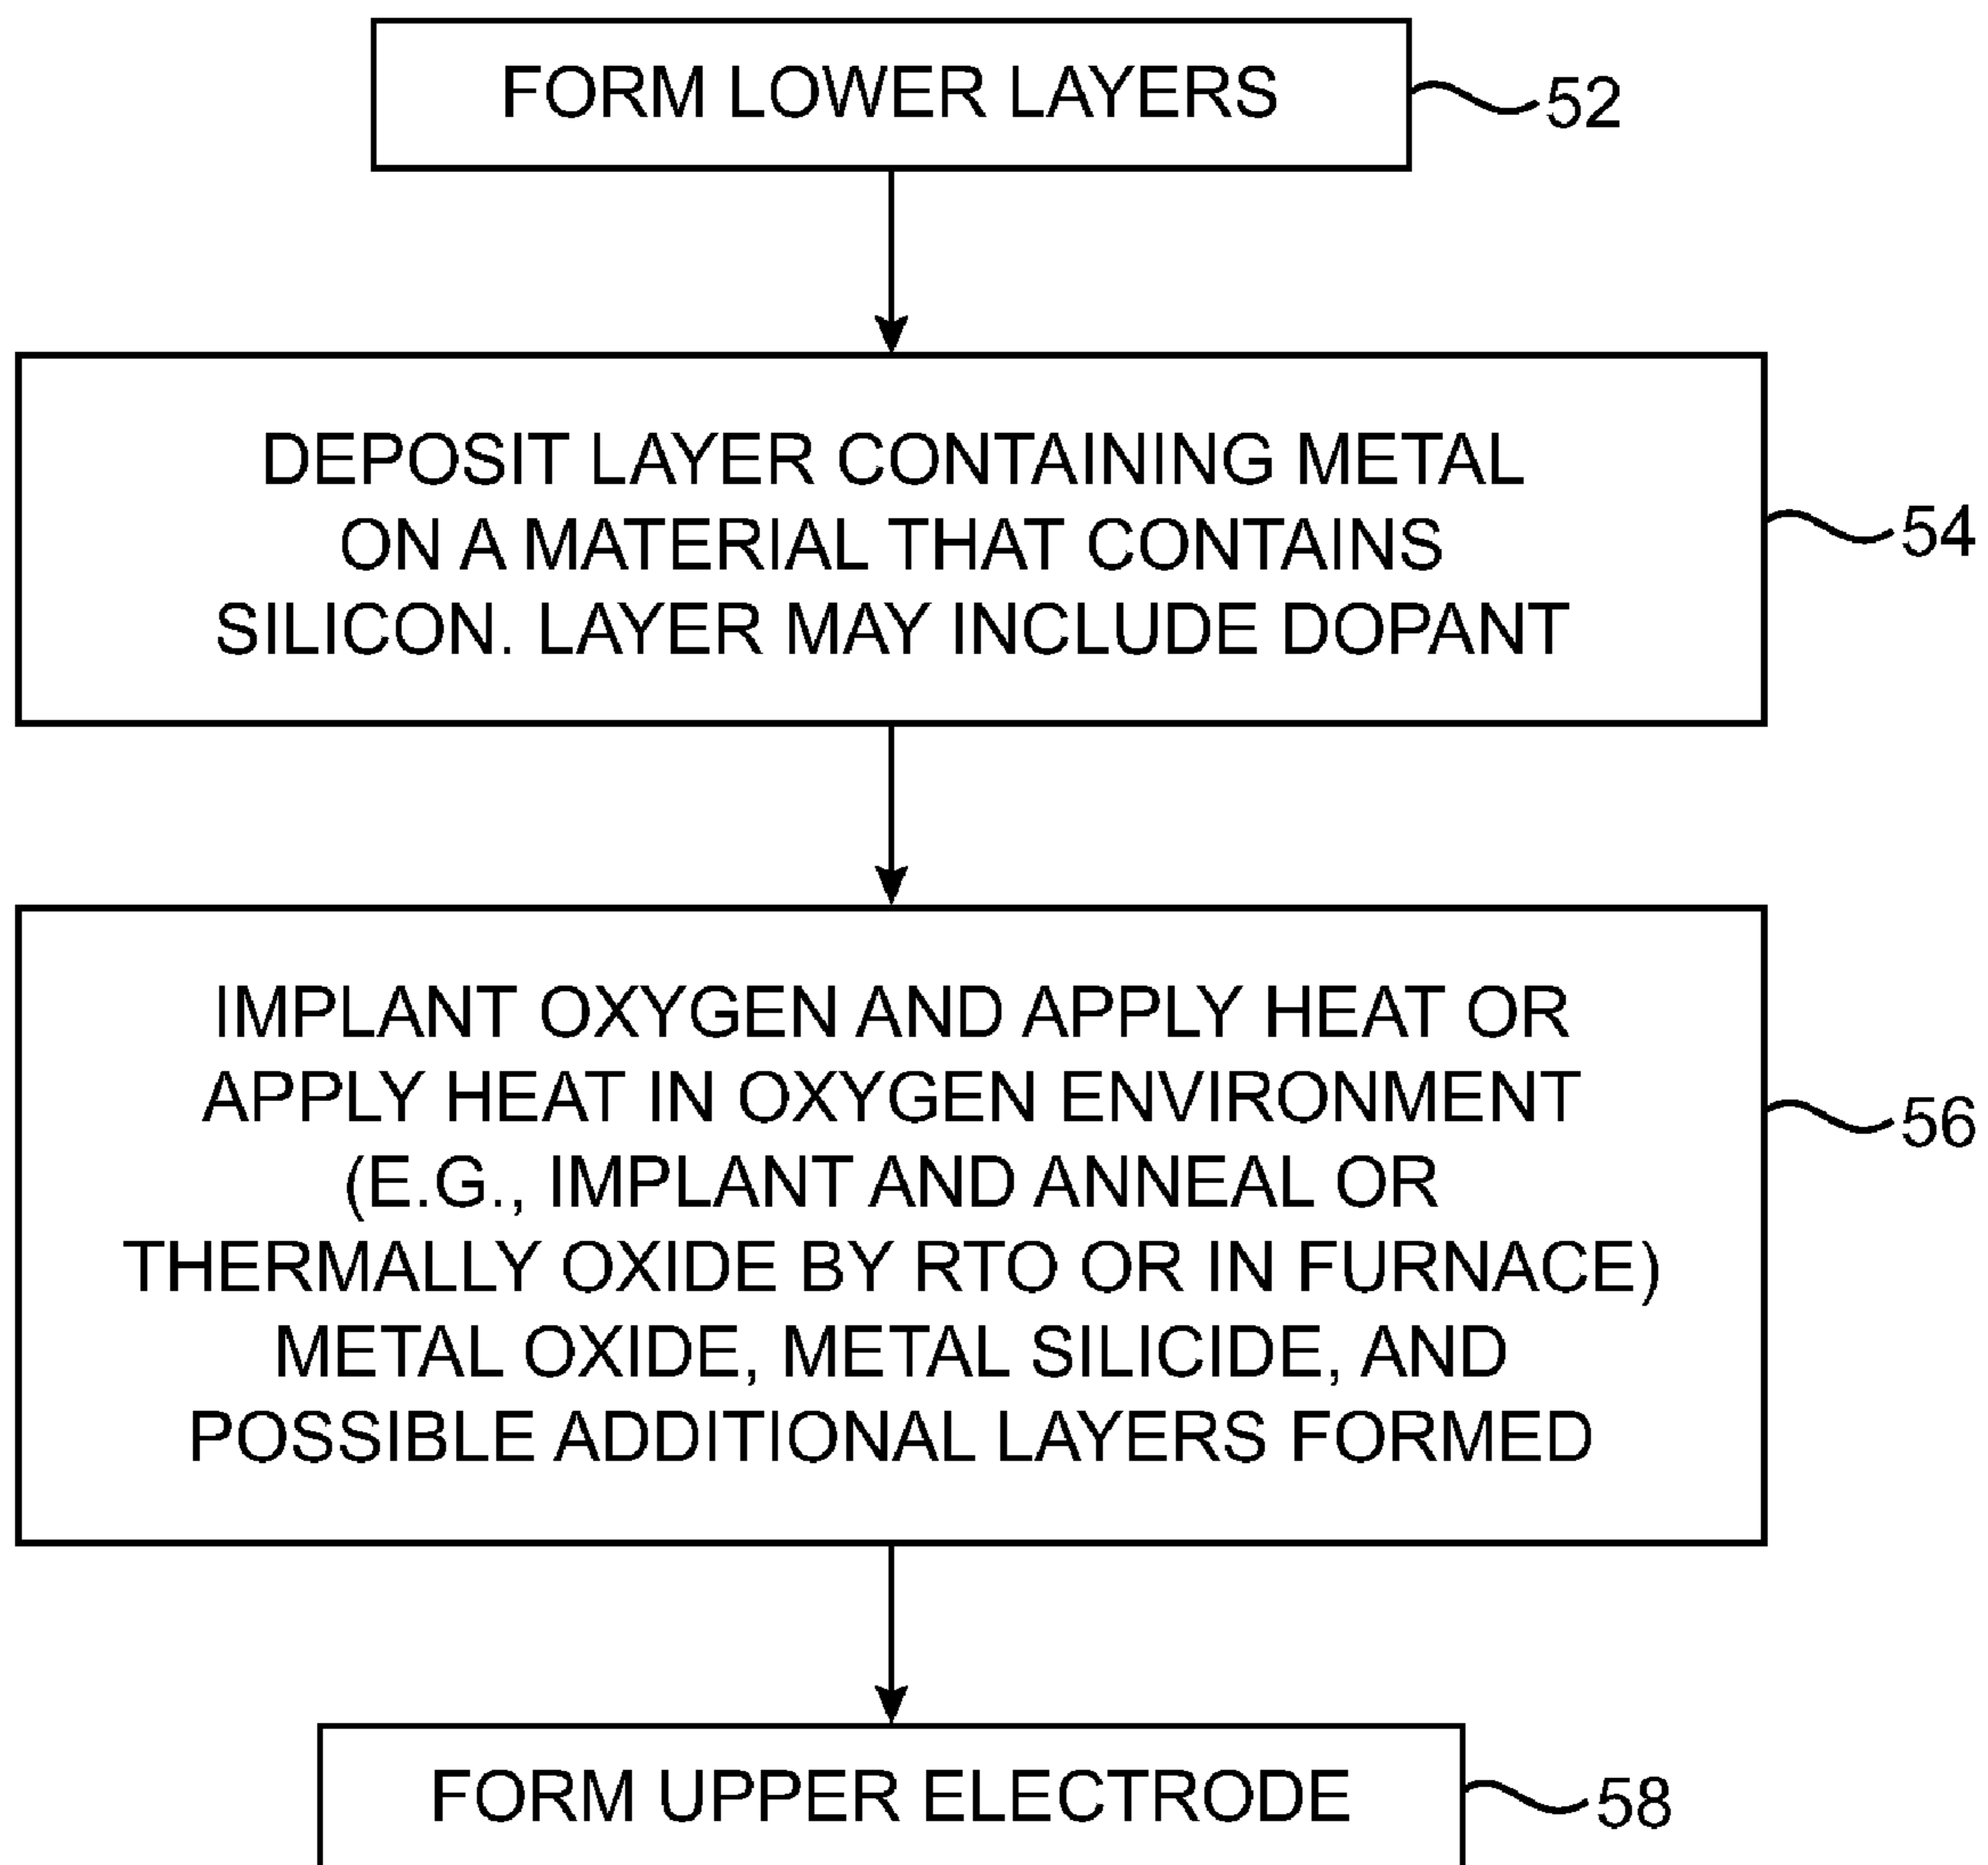 FORM LOWER LAYERS
52
DEPOSIT LAYER CONTAINING METAL
ON A MATERIAL THAT CONTAINS
SILICON. LAYER MAY INCLUDE DOPANT
54
IMPLANT OXYGEN AND APPLY HEAT OR
APPLY HEAT IN OXYGEN ENVIRONMENT
(E.G., IMPLANT AND ANNEAL OR
THERMALLY OXIDE BY RTO OR IN FURNACE)
METAL OXIDE, METAL SILICIDE, AND
POSSIBLE ADDITIONAL LAYERS FORMED
56
FORM UPPER ELECTRODE
58